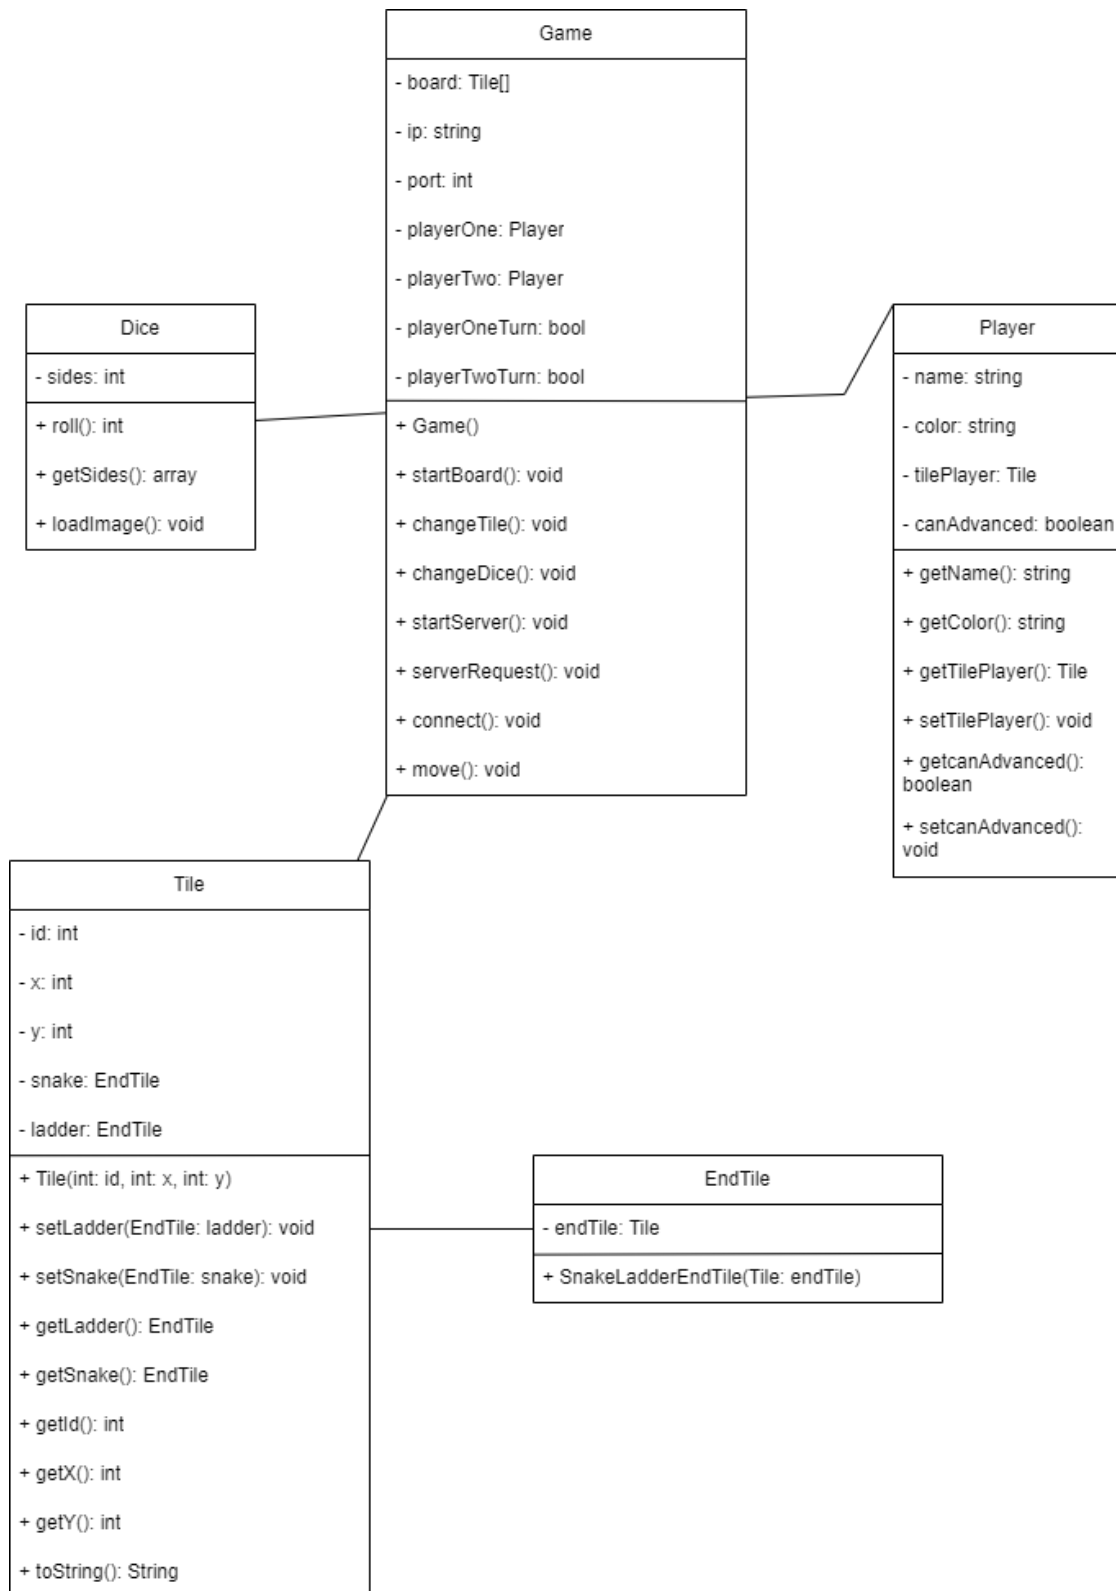 Game
- board: Tile[]
- ip: string
- port: int
- playerOne: Player
- playerTwo: Player
- playerOneTurn: bool
- playerTwoTurn: bool
+ Game()
+ startBoard(): void
+ changeTile(): void
+ changeDice(): void
+ startServer(): void
+ serverRequest(): void
+ connect(): void
+ move(): void
Dice
- sides: int
+ roll(): int
+ getSides(): array
+ loadImage(): void
Player
- name: string
- color: string
- tilePlayer: Tile
- canAdvanced: boolean
+ getName(): string
+ getColor(): string
+ getTilePlayer(): Tile
+ setTilePlayer(): void
+ getcanAdvanced():
boolean
+ setcanAdvanced():
void
Tile
- id: int
- x: int
- y: int
- snake: EndTile
- ladder: EndTile
+ Tile(int: id, int: x, int: y)
+ setLadder(EndTile: ladder): void
+ setSnake(EndTile: snake): void
+ getLadder(): EndTile
+ getSnake(): EndTile
+ getId(): int
+ getX(): int
+ getY(): int
+ toString(): String
EndTile
- endTile: Tile
+ SnakeLadderEndTile(Tile: endTile)